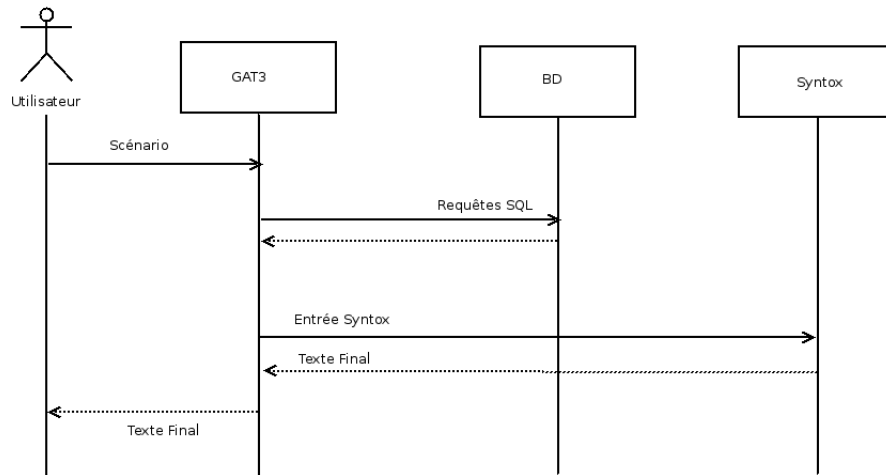 GAT3
BD
Syntox
Utilisateur
Scénario
Requêtes SQL
Entrée Syntox
Texte Final
Texte Final